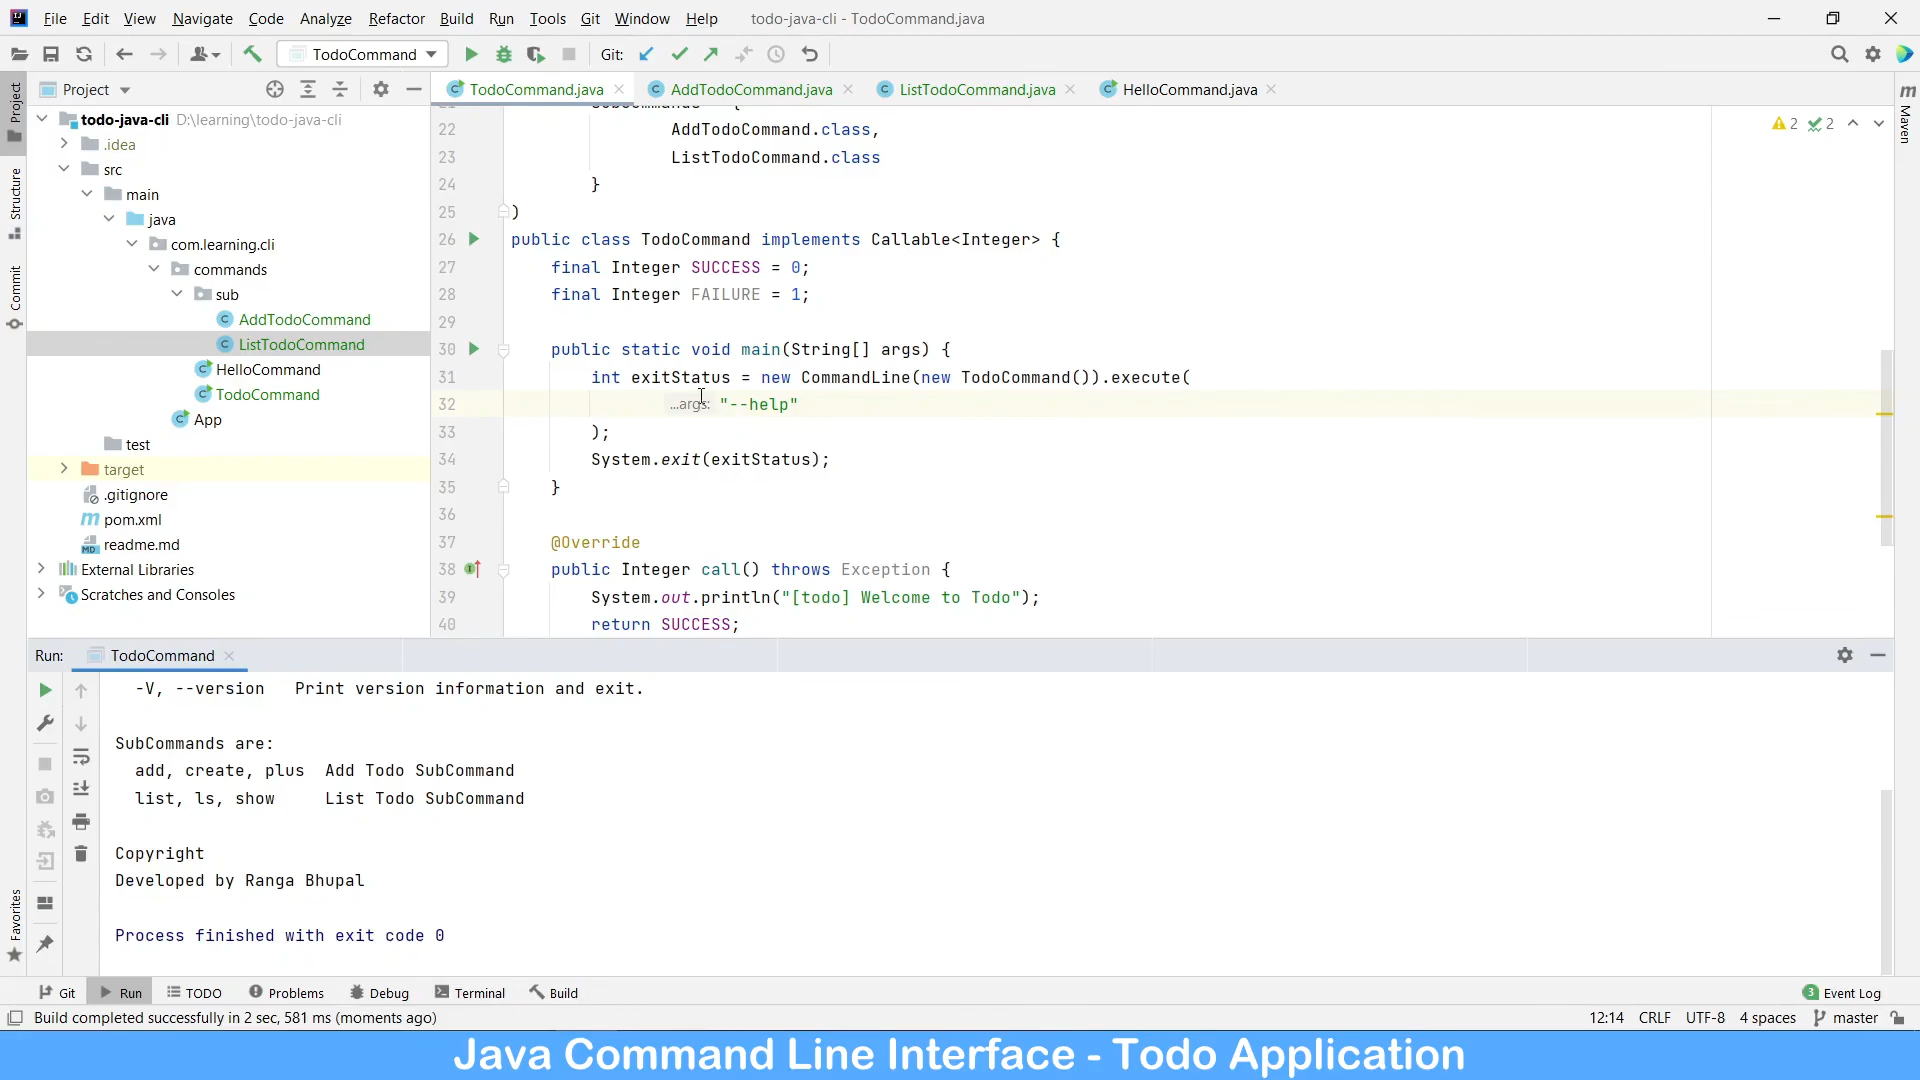 File Edit View Navigate Code Analyze Refactor Build Run Tools Git Window Help todo-java-cli - TodoCommand.java
TodoCommand Git:
Project
TodoCommand.java AddTodoCommand.java ListTodoCommand.java HelloCommand.java
Project
Structure
Commit
Favorites
Maven
todo-java-cli D:\learning\todo-java-cli
.idea
src
main
java
com.learning.cli
commands
sub
AddTodoCommand
ListTodoCommand
HelloCommand
TodoCommand
App
test
target
.gitignore
pom.xml
readme.md
External Libraries
Scratches and Consoles
2 2
22 AddTodoCommand.class,
23 ListTodoCommand.class
24 }
25 )
26 public class TodoCommand implements Callable<Integer> {
27 final Integer SUCCESS = 0;
28 final Integer FAILURE = 1;
29
30 public static void main(String[] args) {
31 int exitStatus = new CommandLine(new TodoCommand()).execute(
32 ...args: "--help"
33 );
34 System.exit(exitStatus);
35 }
36
37 @Override
38 public Integer call() throws Exception {
39 System.out.println("[todo] Welcome to Todo");
40 return SUCCESS;
Run: TodoCommand
-V, --version Print version information and exit.
SubCommands are:
add, create, plus Add Todo SubCommand
list, ls, show List Todo SubCommand
Copyright
Developed by Ranga Bhupal
Process finished with exit code 0
Git Run TODO Problems Debug Terminal Build 3 Event Log
Build completed successfully in 2 sec, 581 ms (moments ago) 12:14 CRLF UTF-8 4 spaces master
Java Command Line Interface - Todo Application